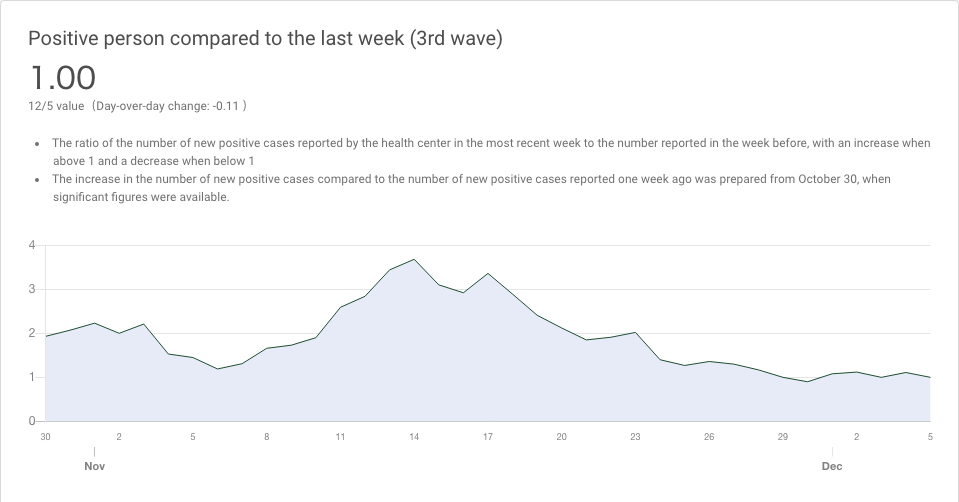 Positive person compared to the last week (3rd wave)
1.00
12/5 value （Day-over-day change: -0.11 ）
• The ratio of the number of new positive cases reported by the health center in the most recent week to the number reported in the week before, with an increase when
above 1 and a decrease when below 1
• The increase in the number of new positive cases compared to the number of new positive cases reported one week ago was prepared from October 30, when
significant figures were available.
4
3
2
1
0
30 2 5 8 11 14 17 20 23 26 29 2 5
Nov Dec